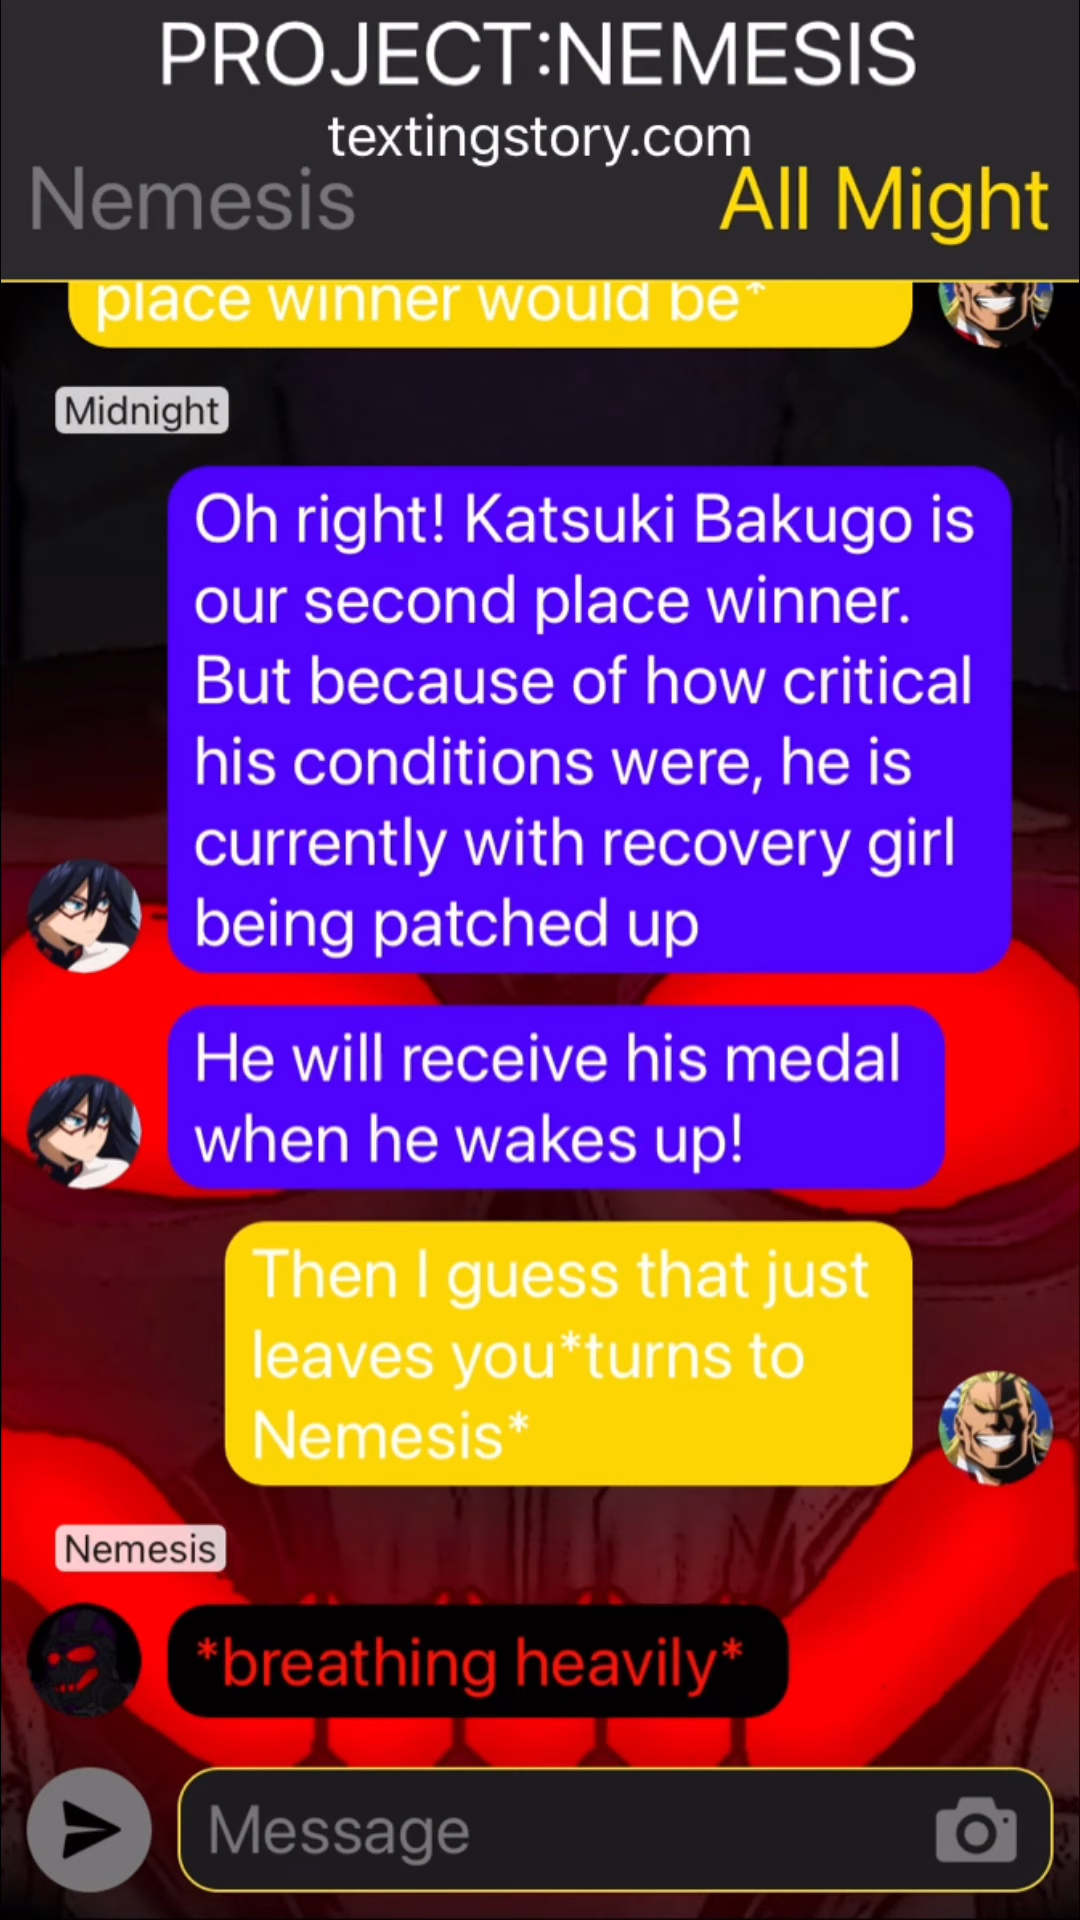 PROJECT:NEMESIS
textingstory.com
Nemesis
All Might
place winner would be*
Midnight
Oh right! Katsuki Bakugo is
our second place winner.
But because of how critical
his conditions were, he is
currently with recovery girl
being patched up
He will receive his medal
when he wakes up!
Then I guess that just
leaves you*turns to
Nemesis*
Nemesis
*breathing heavily*
Message